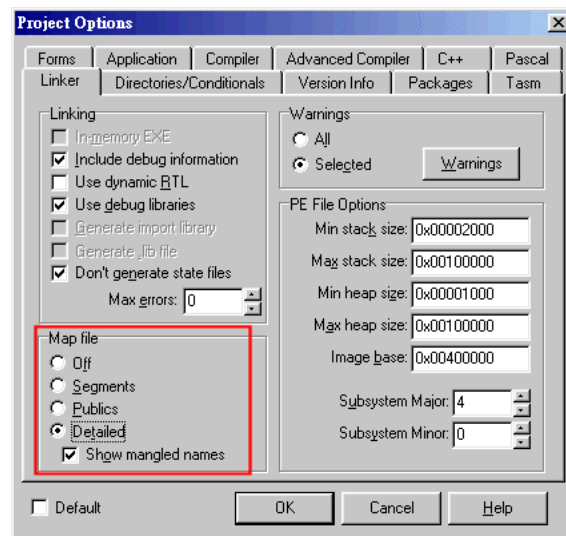 Project Options
Forms Application Compiler Advanced Compiler C++ Pascal
Linker Directories/Conditionals Version Info Packages Tasm
Linking
In-memory EXE
Include debug information
Use dynamic RTL
Use debug libraries
Generate import library
Generate .lib file
Don't generate state files
Max errors: 0
Map file
Off
Segments
Publics
Detailed
Show mangled names
Warnings
All
Selected
Warnings
PE File Options
Min stack size: 0x00002000
Max stack size: 0x00100000
Min heap size: 0x00001000
Max heap size: 0x00100000
Image base: 0x00400000
Subsystem Major: 4
Subsystem Minor: 0
Default
OK
Cancel
Help